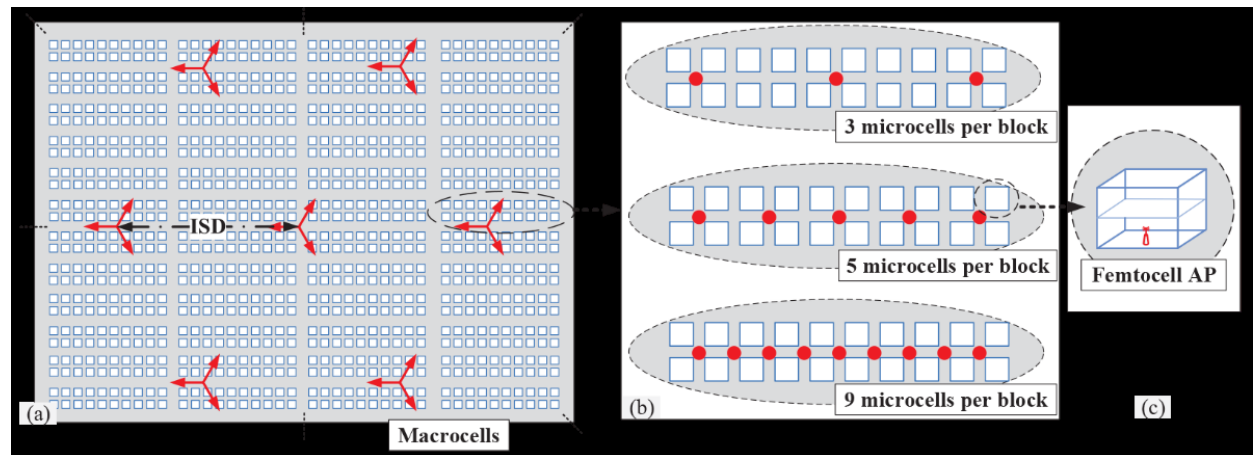 ISD
(a)
Macrocells
3 microcells per block
5 microcells per block
9 microcells per block
(b)
Femtocell AP
(c)